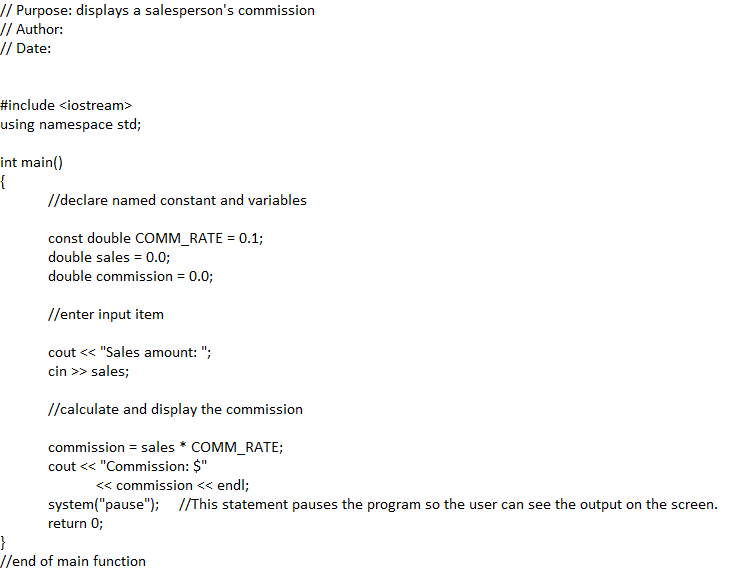 // Purpose: displays a salesperson's commission
// Author:
// Date:
#include <iostream>
using namespace std;
int main()
{
//declare named constant and variables
const double COMM_RATE = 0.1;
double sales = 0.0;
double commission = 0.0;
//enter input item
cout << "Sales amount: ";
cin >> sales;
//calculate and display the commission
commission = sales * COMM_RATE;
cout << "Commission: $"
<< commission << endl;
system("pause"); //This statement pauses the program so the user can see the output on the screen.
return 0;
}
//end of main function